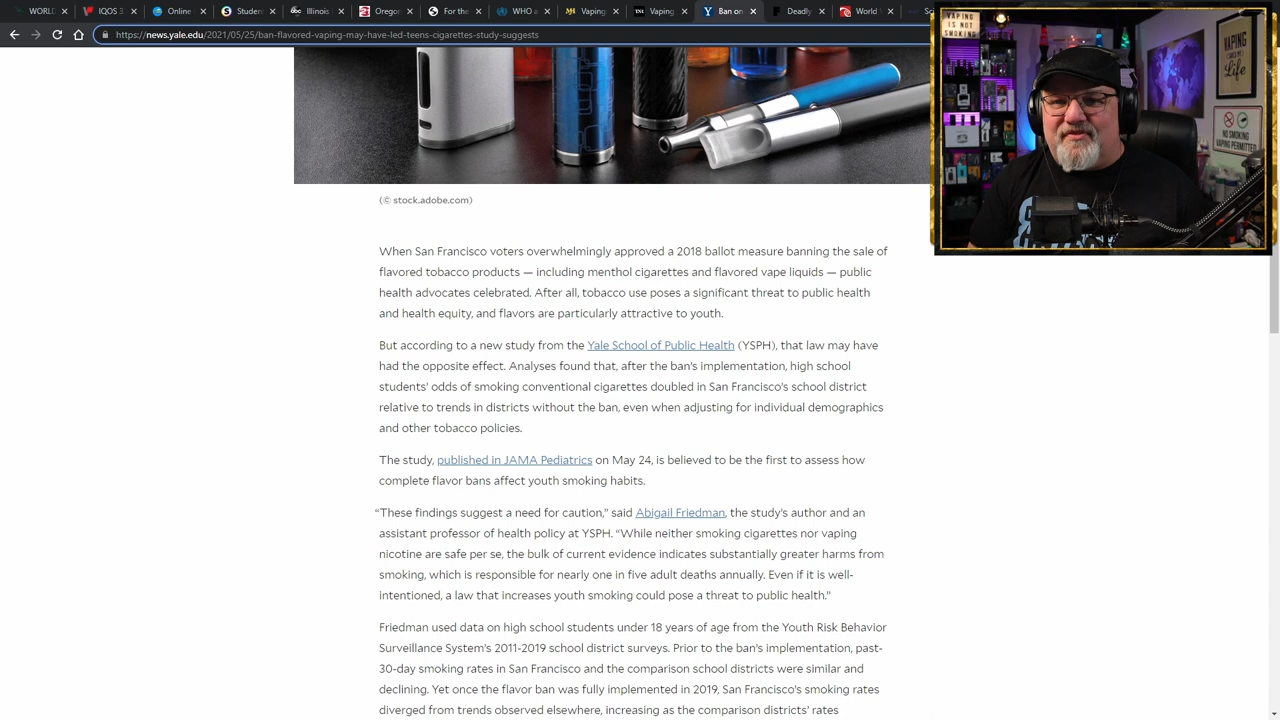 WORLD
IQOS 3
Online
Studen
Illinois
Orego
For the
WHO a
Vaping
Vaping
Ban on
Deadly
World
https://news.yale.edu/2021/05/25/ban-flavored-vaping-may-have-led-teens-cigarettes-study-suggests
VAPING
IS NOT
SMOKING
VAPING
Life
NO SMOKING
VAPING PERMITTED
(© stock.adobe.com)
When San Francisco voters overwhelmingly approved a 2018 ballot measure banning the sale of
flavored tobacco products — including menthol cigarettes and flavored vape liquids — public
health advocates celebrated. After all, tobacco use poses a significant threat to public health
and health equity, and flavors are particularly attractive to youth.
But according to a new study from the Yale School of Public Health (YSPH), that law may have
had the opposite effect. Analyses found that, after the ban’s implementation, high school
students’ odds of smoking conventional cigarettes doubled in San Francisco’s school district
relative to trends in districts without the ban, even when adjusting for individual demographics
and other tobacco policies.
The study, published in JAMA Pediatrics on May 24, is believed to be the first to assess how
complete flavor bans affect youth smoking habits.
“These findings suggest a need for caution,” said Abigail Friedman, the study’s author and an
assistant professor of health policy at YSPH. “While neither smoking cigarettes nor vaping
nicotine are safe per se, the bulk of current evidence indicates substantially greater harms from
smoking, which is responsible for nearly one in five adult deaths annually. Even if it is well-
intentioned, a law that increases youth smoking could pose a threat to public health.”
Friedman used data on high school students under 18 years of age from the Youth Risk Behavior
Surveillance System’s 2011-2019 school district surveys. Prior to the ban’s implementation, past-
30-day smoking rates in San Francisco and the comparison school districts were similar and
declining. Yet once the flavor ban was fully implemented in 2019, San Francisco’s smoking rates
diverged from trends observed elsewhere, increasing as the comparison districts’ rates